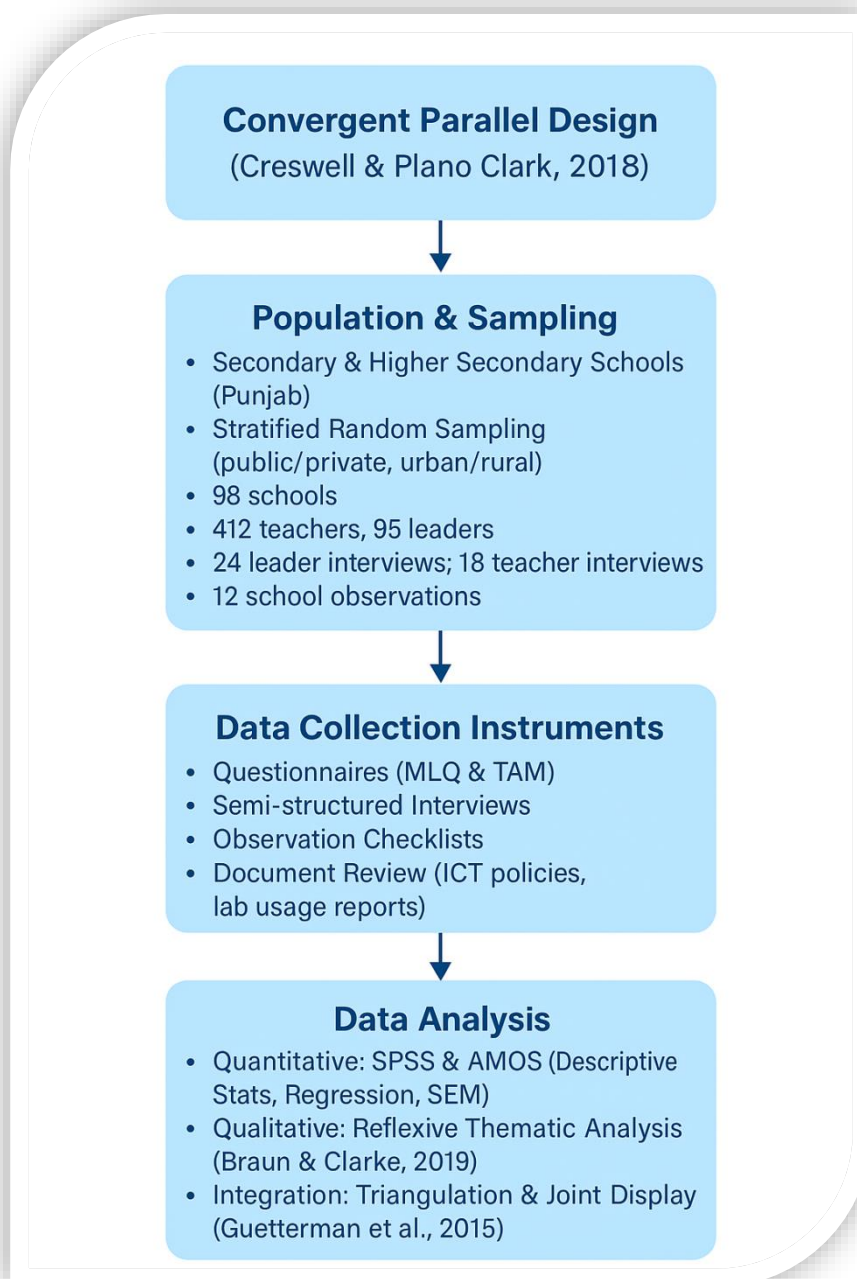 Convergent Parallel Design
(Creswell & Plano Clark, 2018)
Population & Sampling
• Secondary & Higher Secondary Schools
(Punjab)
• Stratified Random Sampling
(public/private, urban/rural)
• 98 schools
• 412 teachers, 95 leaders
• 24 leader interviews; 18 teacher interviews
• 12 school observations
Data Collection Instruments
• Questionnaires (MLQ & TAM)
• Semi-structured Interviews
• Observation Checklists
• Document Review (ICT policies,
lab usage reports)
Data Analysis
• Quantitative: SPSS & AMOS (Descriptive
Stats, Regression, SEM)
• Qualitative: Reflexive Thematic Analysis
(Braun & Clarke, 2019)
• Integration: Triangulation & Joint Display
(Guetterman et al., 2015)